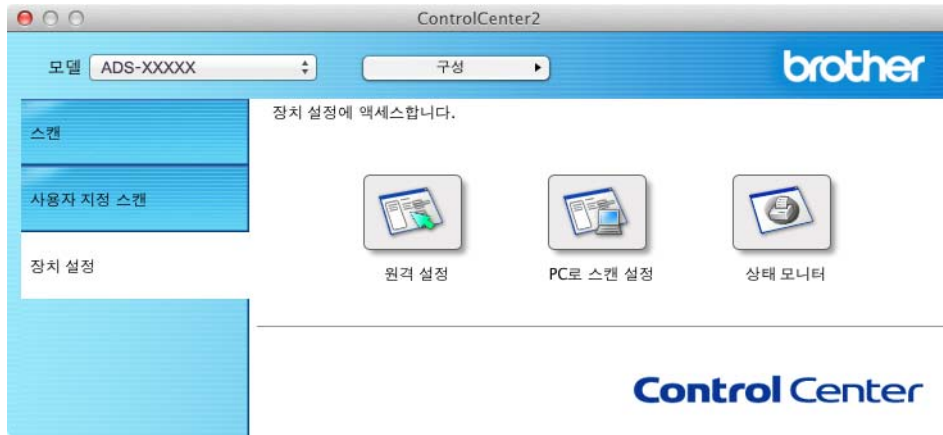 ControlCenter2
모델 ADS-XXXXX 구성 brother
스캔
사용자 지정 스캔
장치 설정
장치 설정에 액세스합니다.
원격 설정 PC로 스캔 설정 상태 모니터
Control Center